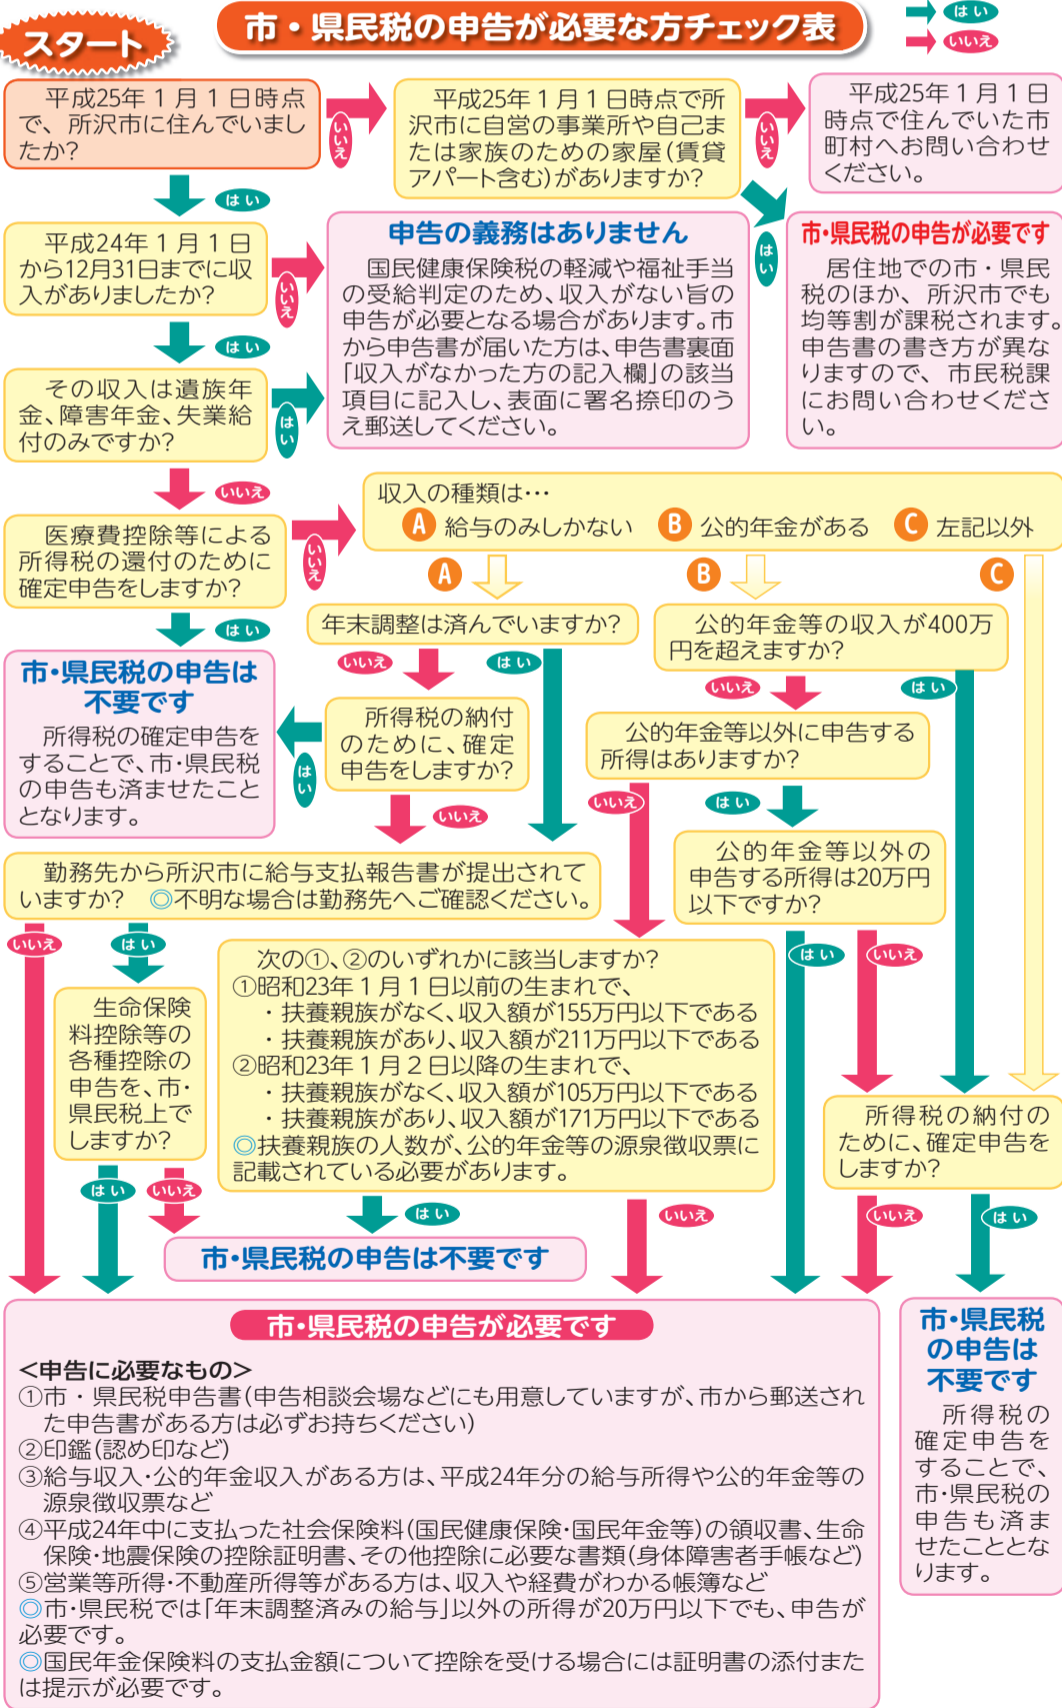 スタート
市・県民税の申告が必要な方チェック表
はい
いいえ
平成25年1月1日時点
で、所沢市に住んでいまし
たか?
いいえ
平成25年1月1日時点で所
沢市に自営の事業所や自己ま
たは家族のための家屋(賃貸
アパート含む)がありますか?
いいえ
平成25年1月1日
時点で住んでいた市
町村へお問い合わせ
ください。
はい
はい
平成24年1月1日
から12月31日までに収
入がありましたか?
いいえ
申告の義務はありません
国民健康保険税の軽減や福祉手当
の受給判定のため、収入がない旨の
申告が必要となる場合があります。市
から申告書が届いた方は、申告書裏面
「収入がなかった方の記入欄」の該当
項目に記入し、表面に署名捺印のう
え郵送してください。
市・県民税の申告が必要です
居住地での市・県民
税のほか、所沢市でも
均等割が課税されます。
申告書の書き方が異な
りますので、市民税課
にお問い合わせくださ
い。
はい
その収入は遺族年
金、障害年金、失業給
付のみですか?
はい
いいえ
医療費控除等による
所得税の還付のために
確定申告をしますか?
いいえ
収入の種類は…
A 給与のみしかない B 公的年金がある C 左記以外
A
B
C
はい
年末調整は済んでいますか?
公的年金等の収入が400万
円を超えますか?
いいえ
はい
いいえ
はい
市・県民税の申告は
不要です
所得税の確定申告を
することで、市・県民税
の申告も済ませたこと
となります。
はい
所得税の納付
のために、確定
申告をしますか?
公的年金等以外に申告する
所得はありますか?
いいえ
いいえ
はい
勤務先から所沢市に給与支払報告書が提出されて
いますか? ◎不明な場合は勤務先へご確認ください。
公的年金等以外の
申告する所得は20万円
以下ですか?
いいえ
はい
はい
いいえ
生命保険
料控除等の
各種控除の
申告を、市・
県民税上で
しますか?
次の①、②のいずれかに該当しますか?
①昭和23年1月1日以前の生まれで、
・扶養親族がなく、収入額が155万円以下である
・扶養親族があり、収入額が211万円以下である
②昭和23年1月2日以降の生まれで、
・扶養親族がなく、収入額が105万円以下である
・扶養親族があり、収入額が171万円以下である
◎扶養親族の人数が、公的年金等の源泉徴収票に
記載されている必要があります。
所得税の納付の
ために、確定申告を
しますか?
はい
いいえ
はい
いいえ
いいえ
はい
市・県民税の申告は不要です
市・県民税の申告が必要です
<申告に必要なもの>
①市・県民税申告書(申告相談会場などにも用意していますが、市から郵送され
た申告書がある方は必ずお持ちください)
②印鑑(認め印など)
③給与収入・公的年金収入がある方は、平成24年分の給与所得や公的年金等の
源泉徴収票など
④平成24年中に支払った社会保険料(国民健康保険・国民年金等)の領収書、生命
保険・地震保険の控除証明書、その他控除に必要な書類(身体障害者手帳など)
⑤営業等所得・不動産所得等がある方は、収入や経費がわかる帳簿など
◎市・県民税では「年末調整済みの給与」以外の所得が20万円以下でも、申告が
必要です。
◎国民年金保険料の支払金額について控除を受ける場合には証明書の添付また
は提示が必要です。
市・県民税
の申告は
不要です
所得税の
確定申告を
することで、
市・県民税の
申告も済ま
せたこととな
ります。